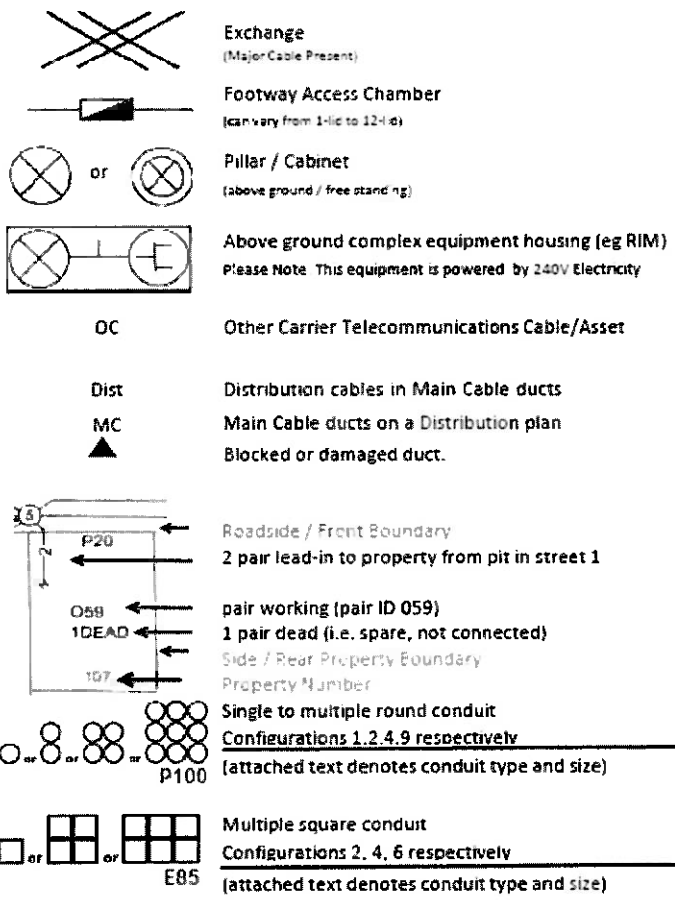 Exchange
(Major Cable Present)
Footway Access Chamber
(can vary from 1-lid to 12-lid)
or
Pillar / Cabinet
(above ground / free standing)
Above ground complex equipment housing (eg RIM)
Please Note This equipment is powered by 240V Electricity
OC Other Carrier Telecommunications Cable/Asset
Dist Distribution cables in Main Cable ducts
MC Main Cable ducts on a Distribution plan
Blocked or damaged duct.
5
Roadside / Front Boundary
P20
2 2 pair lead-in to property from pit in street 1
O59 pair working (pair ID 059)
1DEAD 1 pair dead (i.e. spare, not connected)
Side / Rear Property Boundary
107 Property Number
Single to multiple round conduit
or or or Configurations 1.2.4.9 respectively
P100 (attached text denotes conduit type and size)
Multiple square conduit
or or Configurations 2, 4, 6 respectively
E85 (attached text denotes conduit type and size)